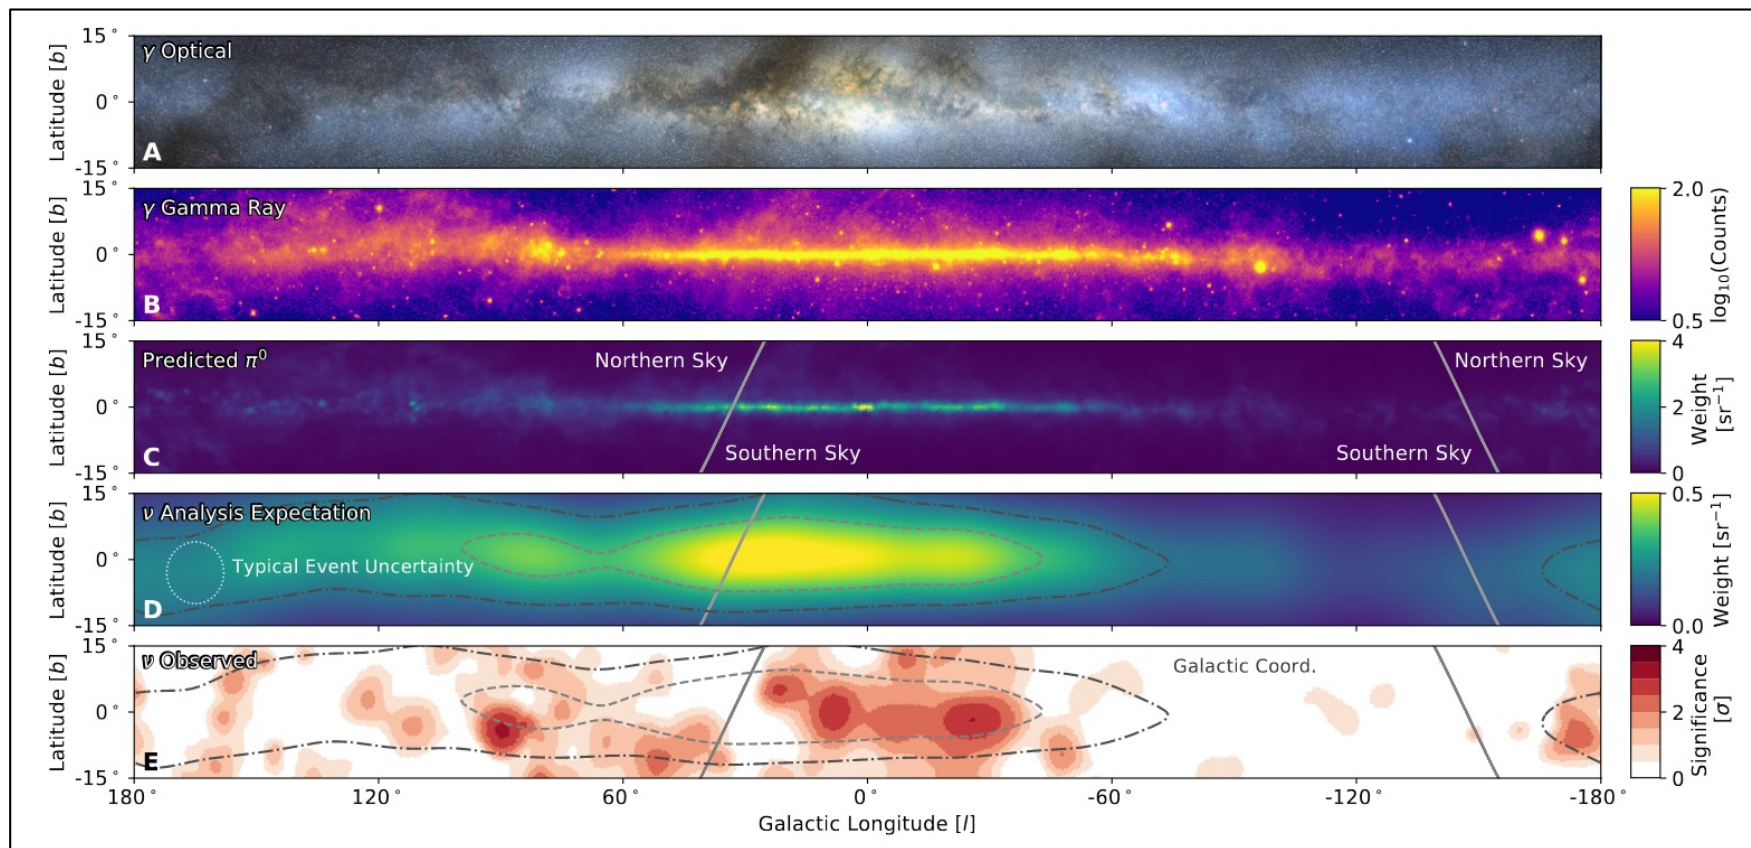 15°
Latitude [b]
0°
-15°
γ Optical
A
15°
Latitude [b]
0°
-15°
γ Gamma Ray
B
2.0
0.5
log₁₀(Counts)
15°
Latitude [b]
0°
-15°
Predicted π⁰
Northern Sky
Northern Sky
C
Southern Sky
Southern Sky
4
2
0
Weight
[sr⁻¹]
15°
Latitude [b]
0°
-15°
ν Analysis Expectation
Typical Event Uncertainty
D
0.5
0.0
Weight [sr⁻¹]
15°
Latitude [b]
0°
-15°
ν Observed
Galactic Coord.
E
4
2
0
Significance
[σ]
180
120°
60°
0°
-60°
-120°
-180°
Galactic Longitude [l]